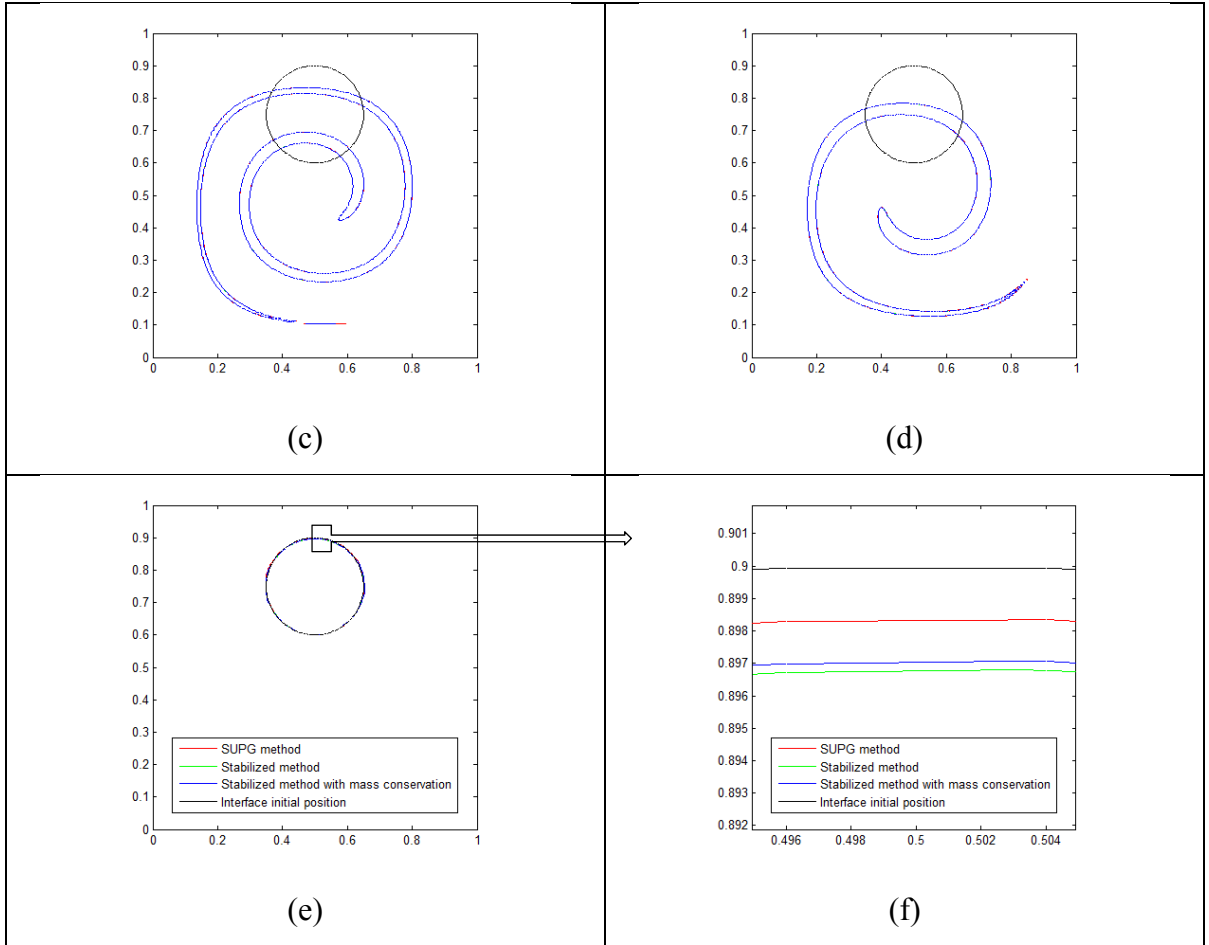 1
0.9
0.8
0.7
0.6
0.5
0.4
0.3
0.2
0.1
0
0 0.2 0.4 0.6 0.8 1
(c)
1
0.9
0.8
0.7
0.6
0.5
0.4
0.3
0.2
0.1
0
0 0.2 0.4 0.6 0.8 1
(d)
1
0.9
0.8
0.7
0.6
0.5
0.4
0.3
0.2
0.1
0
SUPG method
Stabilized method
Stabilized method with mass conservation
Interface initial position
0 0.2 0.4 0.6 0.8 1
(e)
0.901
0.9
0.899
0.898
0.897
0.896
0.895
0.894
0.893
0.892
SUPG method
Stabilized method
Stabilized method with mass conservation
Interface initial position
0.496 0.498 0.5 0.502 0.504
(f)